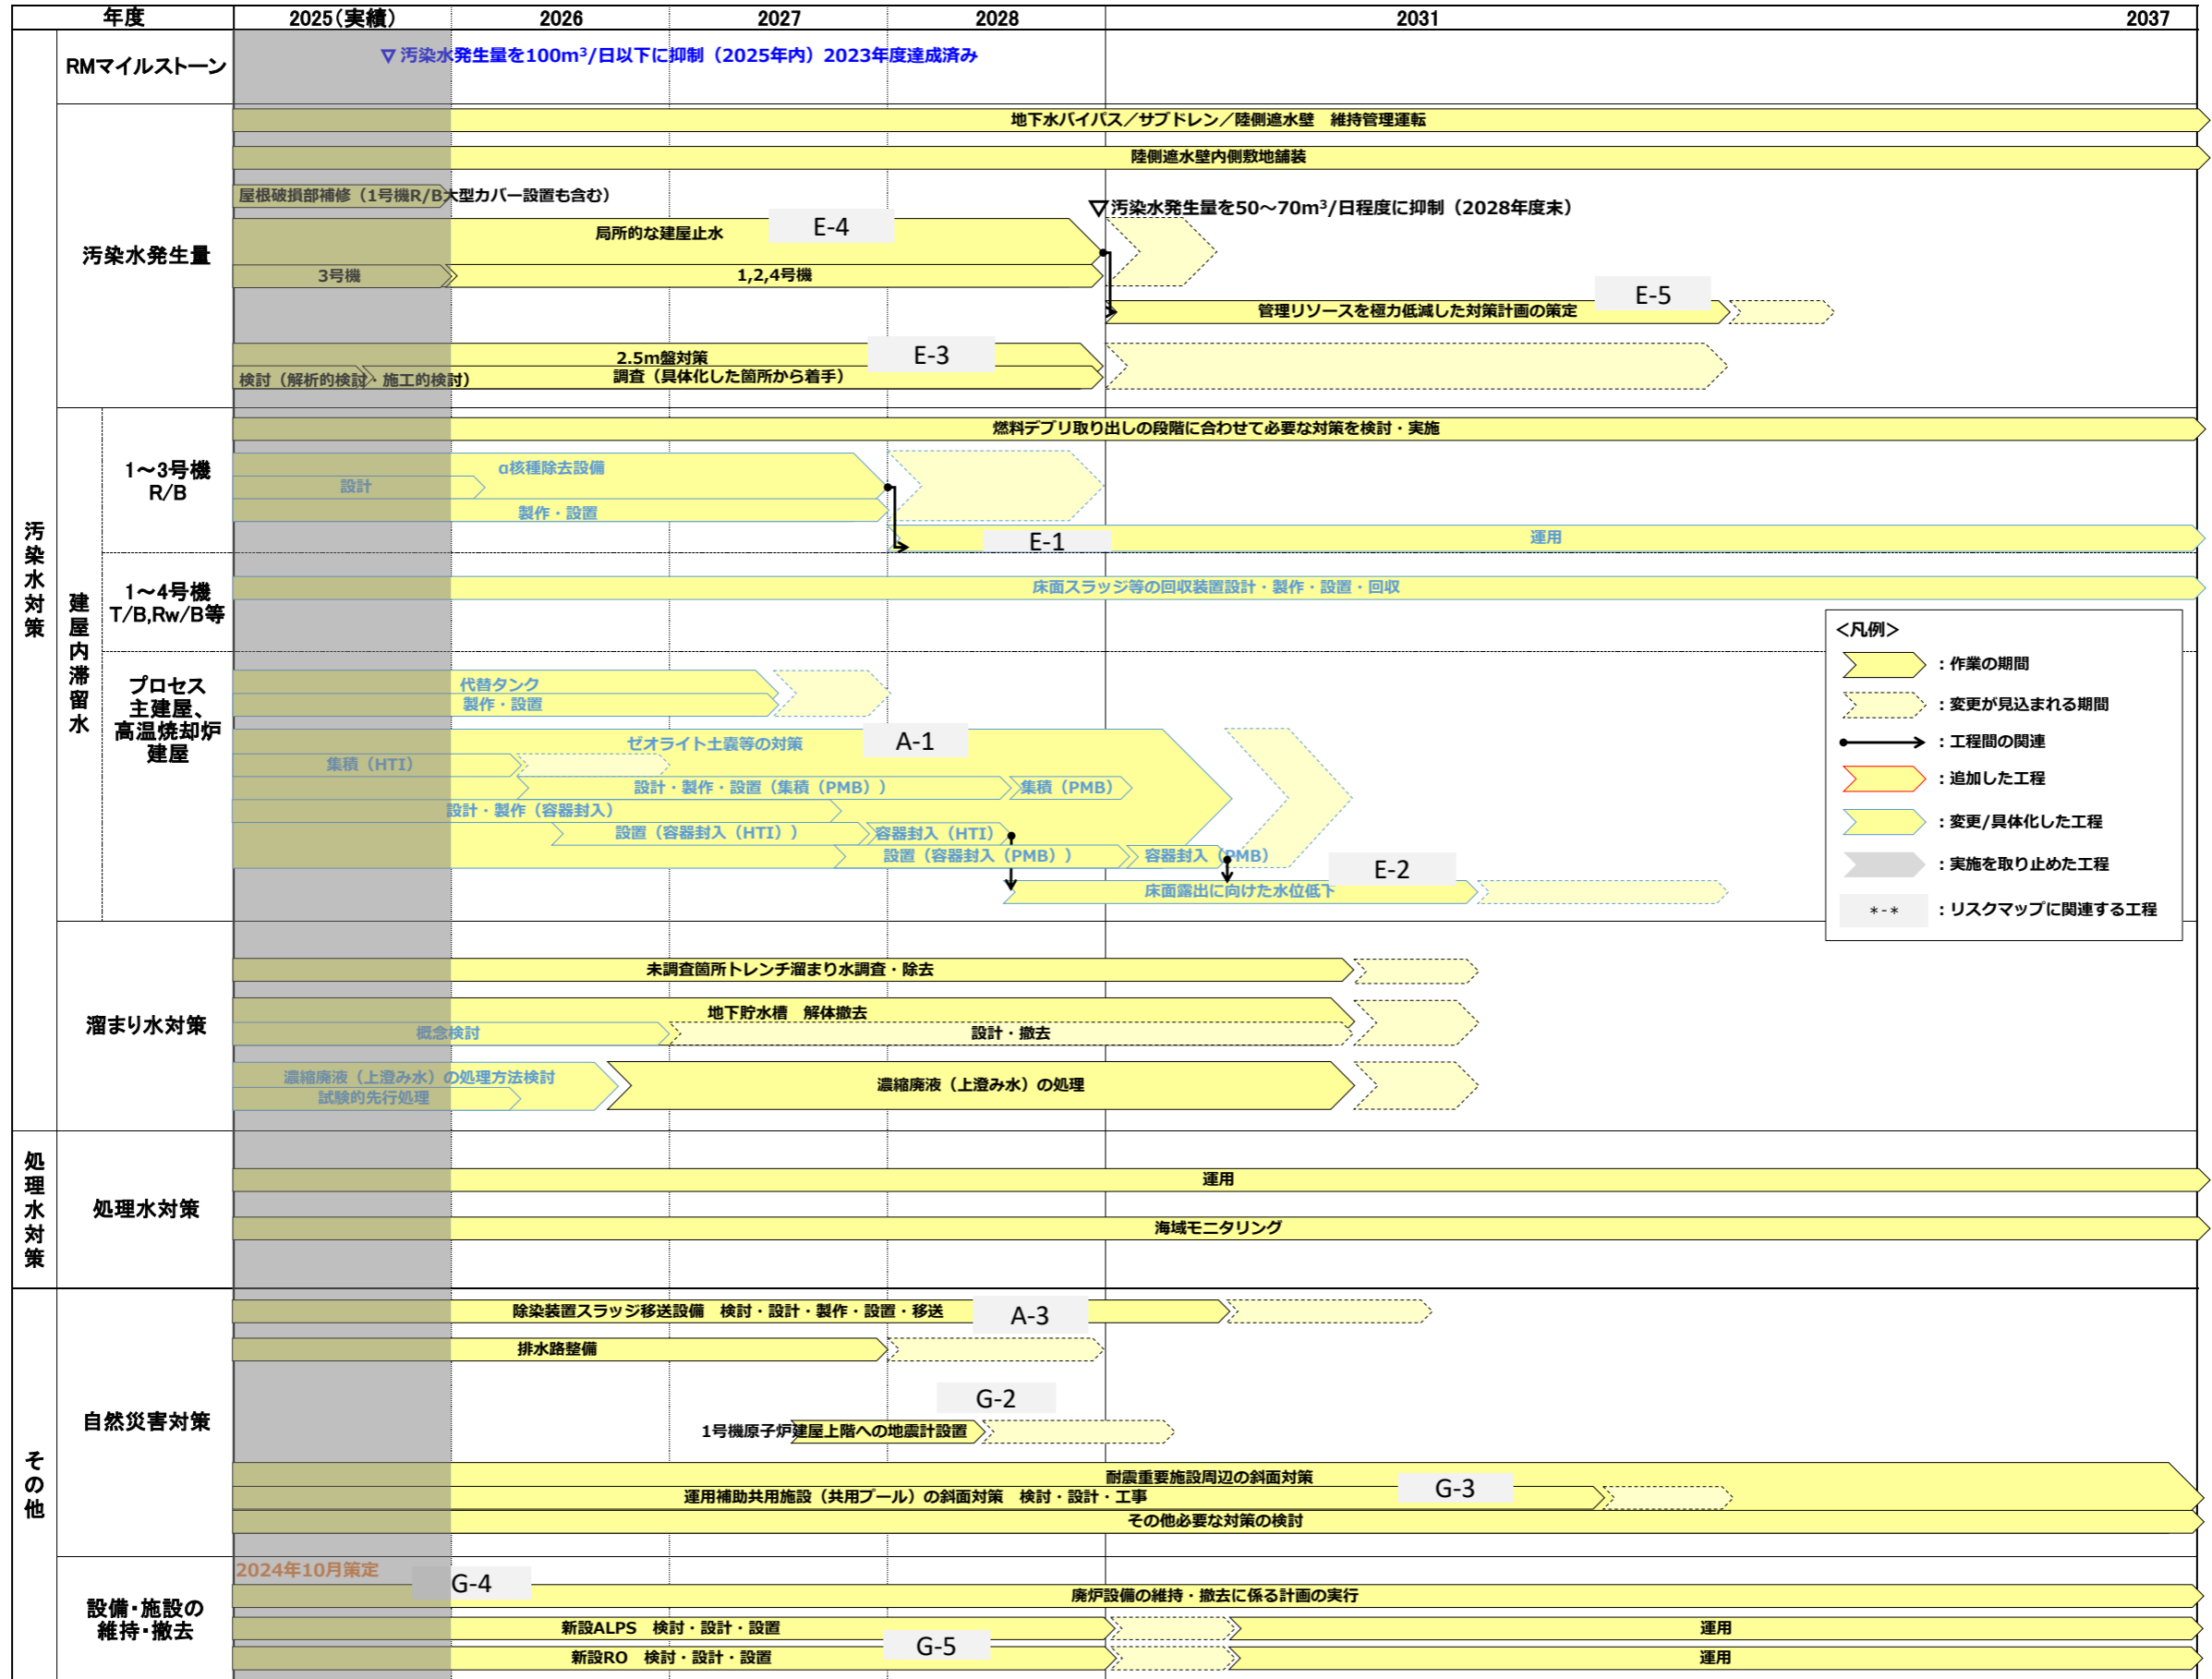 年度
2025(実績)
2026
2027
2028
2031
2037
RMマイルストーン
▽汚染水発生量を100m³/日以下に抑制（2025年内）2023年度達成済み
汚染水対策
汚染水発生量
地下水バイパス／サブドレン／陸側遮水壁　維持管理運転
陸側遮水壁内側敷地舗装
屋根破損部補修（1号機R/B大型カバー設置も含む）
▽汚染水発生量を50～70m³/日程度に抑制（2028年度末）
局所的な建屋止水
E-4
3号機
1,2,4号機
管理リソースを極力低減した対策計画の策定
E-5
2.5m盤対策
E-3
検討（解析的検討・施工的検討）
調査（具体化した箇所から着手）
建屋内滞留水
1～3号機
R/B
燃料デブリ取り出しの段階に合わせて必要な対策を検討・実施
α核種除去設備
設計
製作・設置
E-1
運用
1～4号機
T/B,Rw/B等
床面スラッジ等の回収装置設計・製作・設置・回収
プロセス
主建屋、
高温焼却炉
建屋
代替タンク
製作・設置
ゼオライト土嚢等の対策
A-1
集積（HTI）
設計・製作・設置（集積（PMB））
集積（PMB）
設計・製作（容器封入）
設置（容器封入（HTI））
容器封入（HTI）
設置（容器封入（PMB））
容器封入（PMB）
床面露出に向けた水位低下
E-2
＜凡例＞
：作業の期間
：変更が見込まれる期間
：工程間の関連
：追加した工程
：変更/具体化した工程
：実施を取り止めた工程
*-*
：リスクマップに関連する工程
溜まり水対策
未調査箇所トレンチ溜まり水調査・除去
地下貯水槽　解体撤去
概念検討
設計・撤去
濃縮廃液（上澄み水）の処理方法検討
試験的先行処理
濃縮廃液（上澄み水）の処理
処理水対策
処理水対策
運用
海域モニタリング
その他
自然災害対策
除染装置スラッジ移送設備　検討・設計・製作・設置・移送
A-3
排水路整備
G-2
1号機原子炉建屋上階への地震計設置
耐震重要施設周辺の斜面対策
運用補助共用施設（共用プール）の斜面対策　検討・設計・工事
G-3
その他必要な対策の検討
設備・施設の
維持・撤去
2024年10月策定
G-4
廃炉設備の維持・撤去に係る計画の実行
新設ALPS　検討・設計・設置
運用
G-5
新設RO　検討・設計・設置
運用